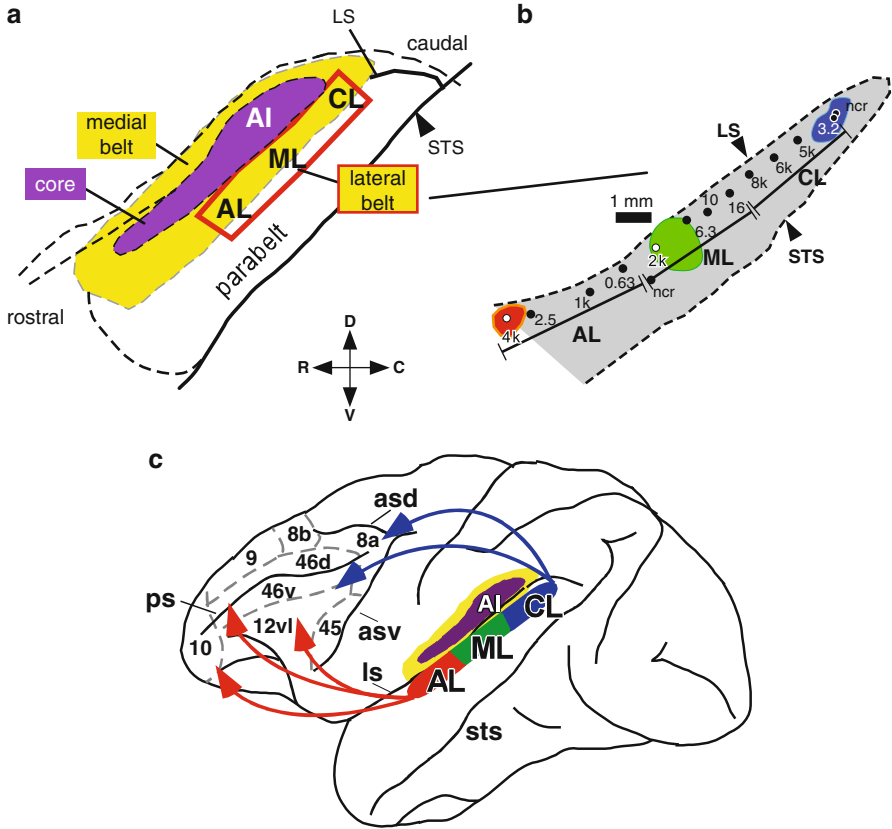 a
LS
caudal
CL
AI
medial
belt
STS
ML
core
lateral
belt
AL
parabelt
rostral
D
R
C
V
b
ncr
3.2
LS
5k
6k
CL
8k
1 mm
10
16
6.3
STS
2k
ML
0.63
ncr
1k
2.5
4k
AL
c
asd
8b
8a
9
46d
46v
ps
AI
CL
12vl
45
asv
ML
10
ls
AL
sts